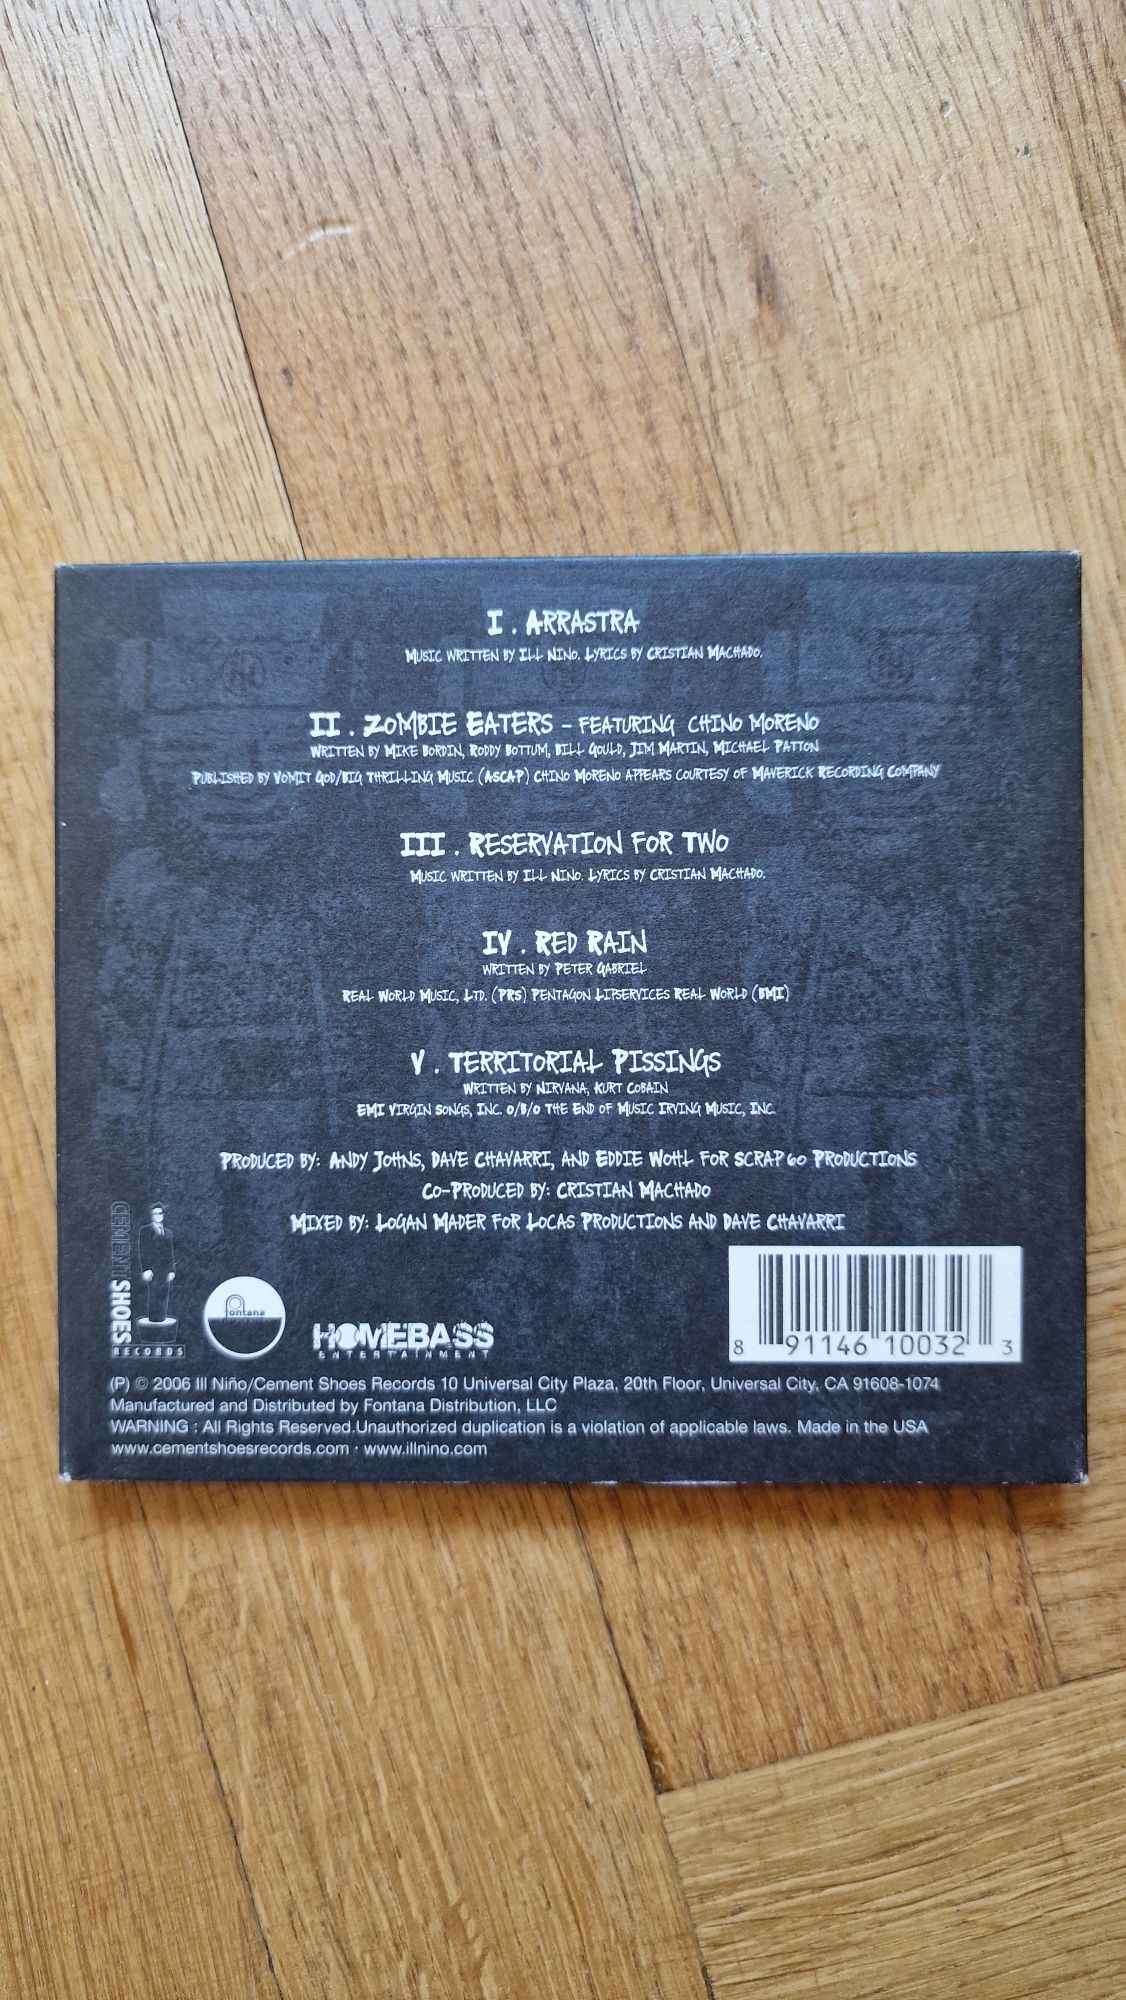 I . Arrastra
Music written by Ill Nino. Lyrics by Cristian Machado.
II . Zombie Eaters - featuring Chino Moreno
Written by Mike Bordin, Roddy Bottum, Bill Gould, Jim Martin, Michael Patton
Published by Vomit God/Big Thrilling Music (ASCAP) Chino Moreno appears courtesy of Maverick Recording Company
III . Reservation for Two
Music written by Ill Nino. Lyrics by Cristian Machado.
IV . Red Rain
Written by Peter Gabriel
Real World Music, Ltd. (PRS) Pentagon Lipservices Real World (BMI)
V . Territorial Pissings
Written by Nirvana, Kurt Cobain
EMI Virgin Songs, Inc. o/b/o The End of Music Irving Music, Inc.
Produced by: Andy Johns, Dave Chavarri, and Eddie Wohl for Scrap 60 Productions
Co-Produced by: Cristian Machado
Mixed by: Logan Mader for Locas Productions and Dave Chavarri
CEMENT SHOES
RECORDS
fontana
HOMEBASS
ENTERTAINMENT
8 91146 10032 3
(P) © 2006 Ill Niño/Cement Shoes Records 10 Universal City Plaza, 20th Floor, Universal City, CA 91608-1074
Manufactured and Distributed by Fontana Distribution, LLC
WARNING : All Rights Reserved.Unauthorized duplication is a violation of applicable laws. Made in the USA
www.cementshoesrecords.com · www.illnino.com